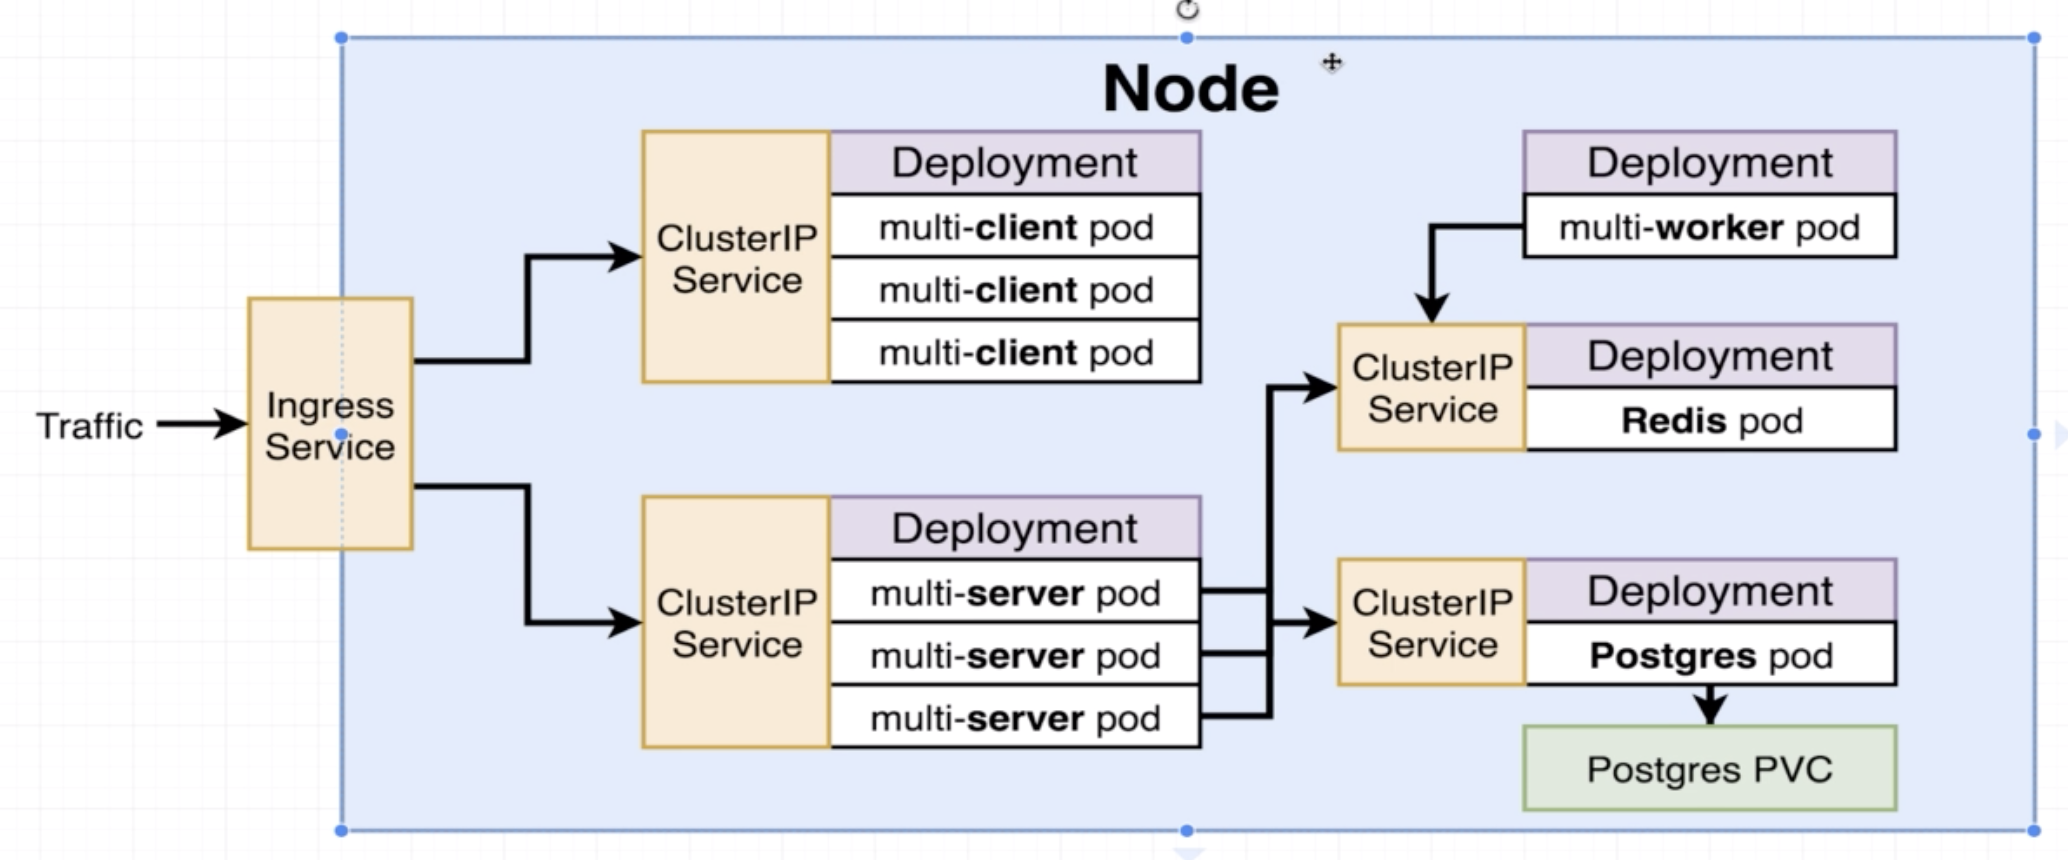 Node
Traffic
Ingress
Service
ClusterIP
Service
Deployment
multi-client pod
multi-client pod
multi-client pod
ClusterIP
Service
Deployment
multi-server pod
multi-server pod
multi-server pod
Deployment
multi-worker pod
ClusterIP
Service
Deployment
Redis pod
ClusterIP
Service
Deployment
Postgres pod
Postgres PVC